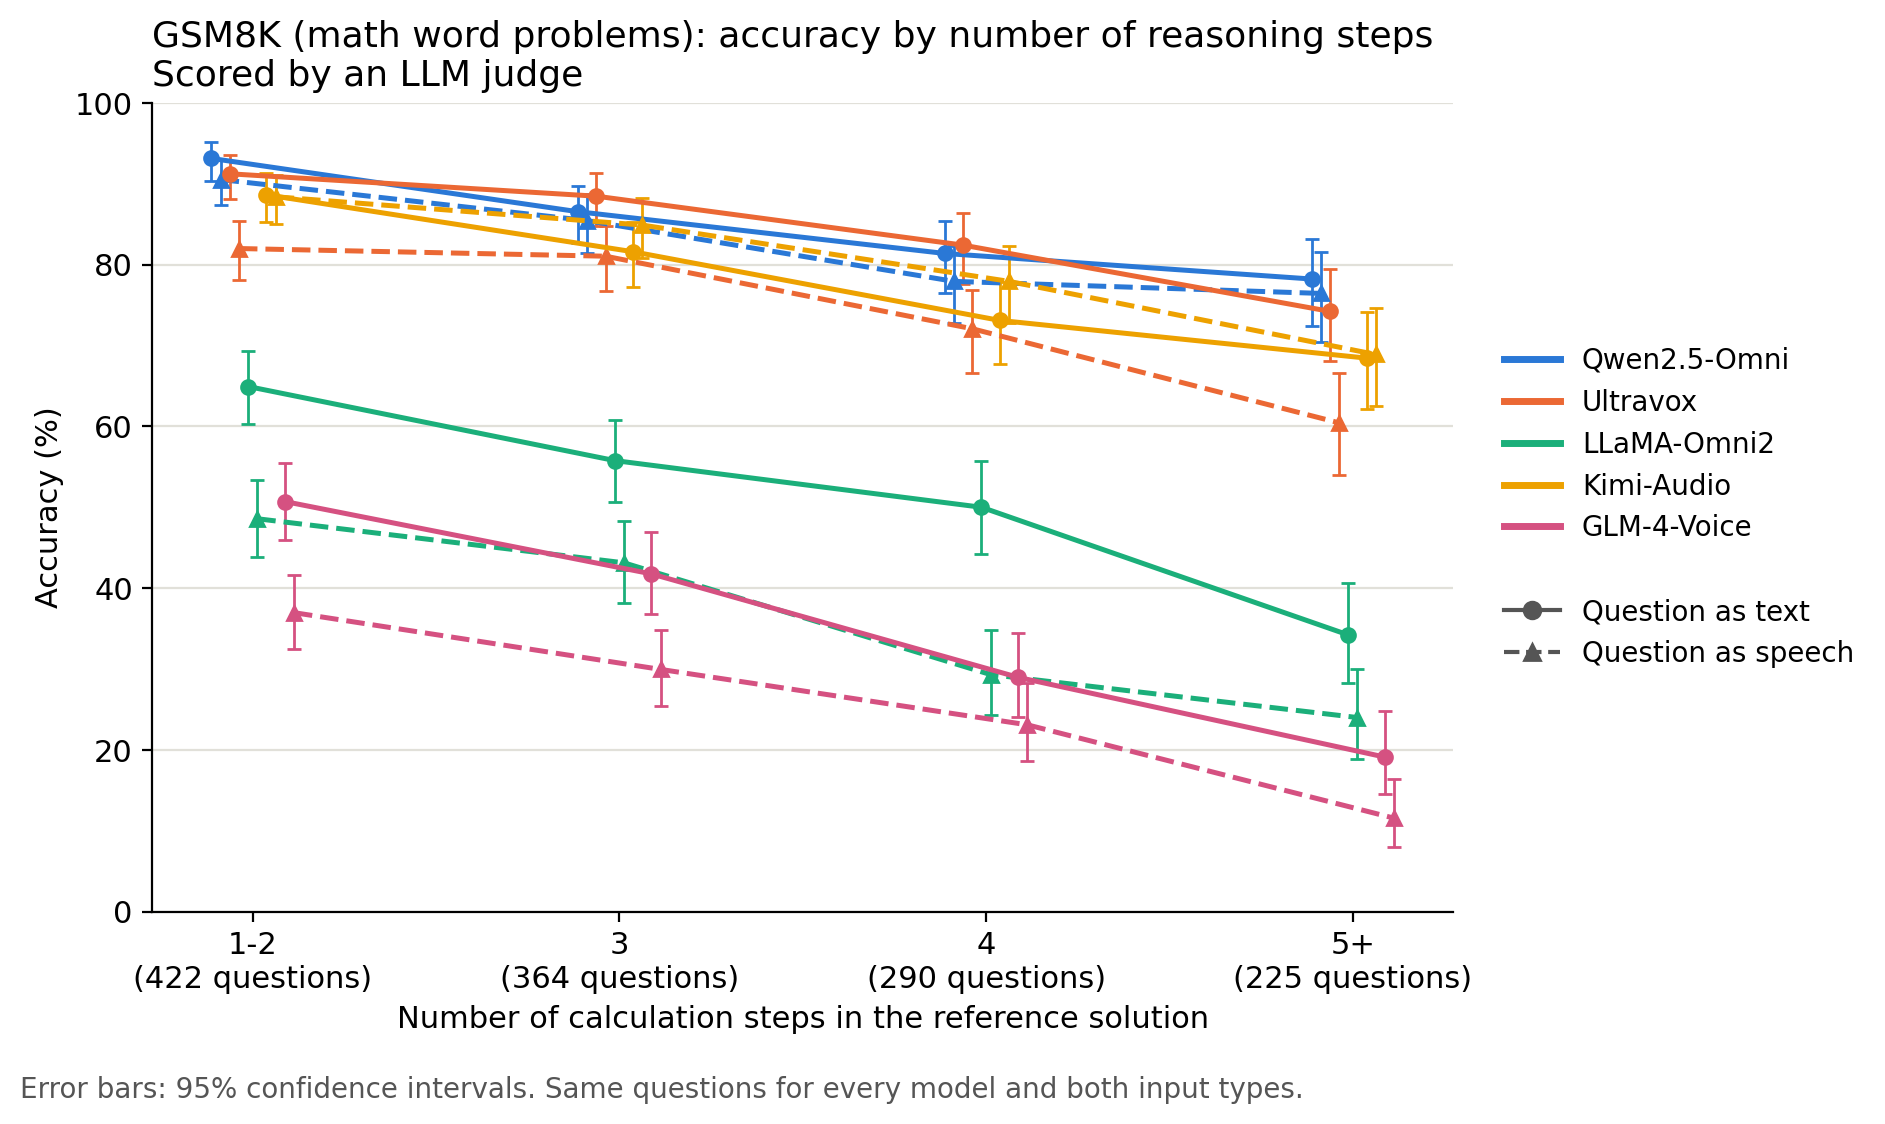 GSM8K (math word problems): accuracy by number of reasoning steps
Scored by an LLM judge
100
80
60
40
20
0
Accuracy (%)
1-2
(422 questions)
3
(364 questions)
4
(290 questions)
5+
(225 questions)
Number of calculation steps in the reference solution
Qwen2.5-Omni
Ultravox
LLaMA-Omni2
Kimi-Audio
GLM-4-Voice
Question as text
Question as speech
Error bars: 95% confidence intervals. Same questions for every model and both input types.